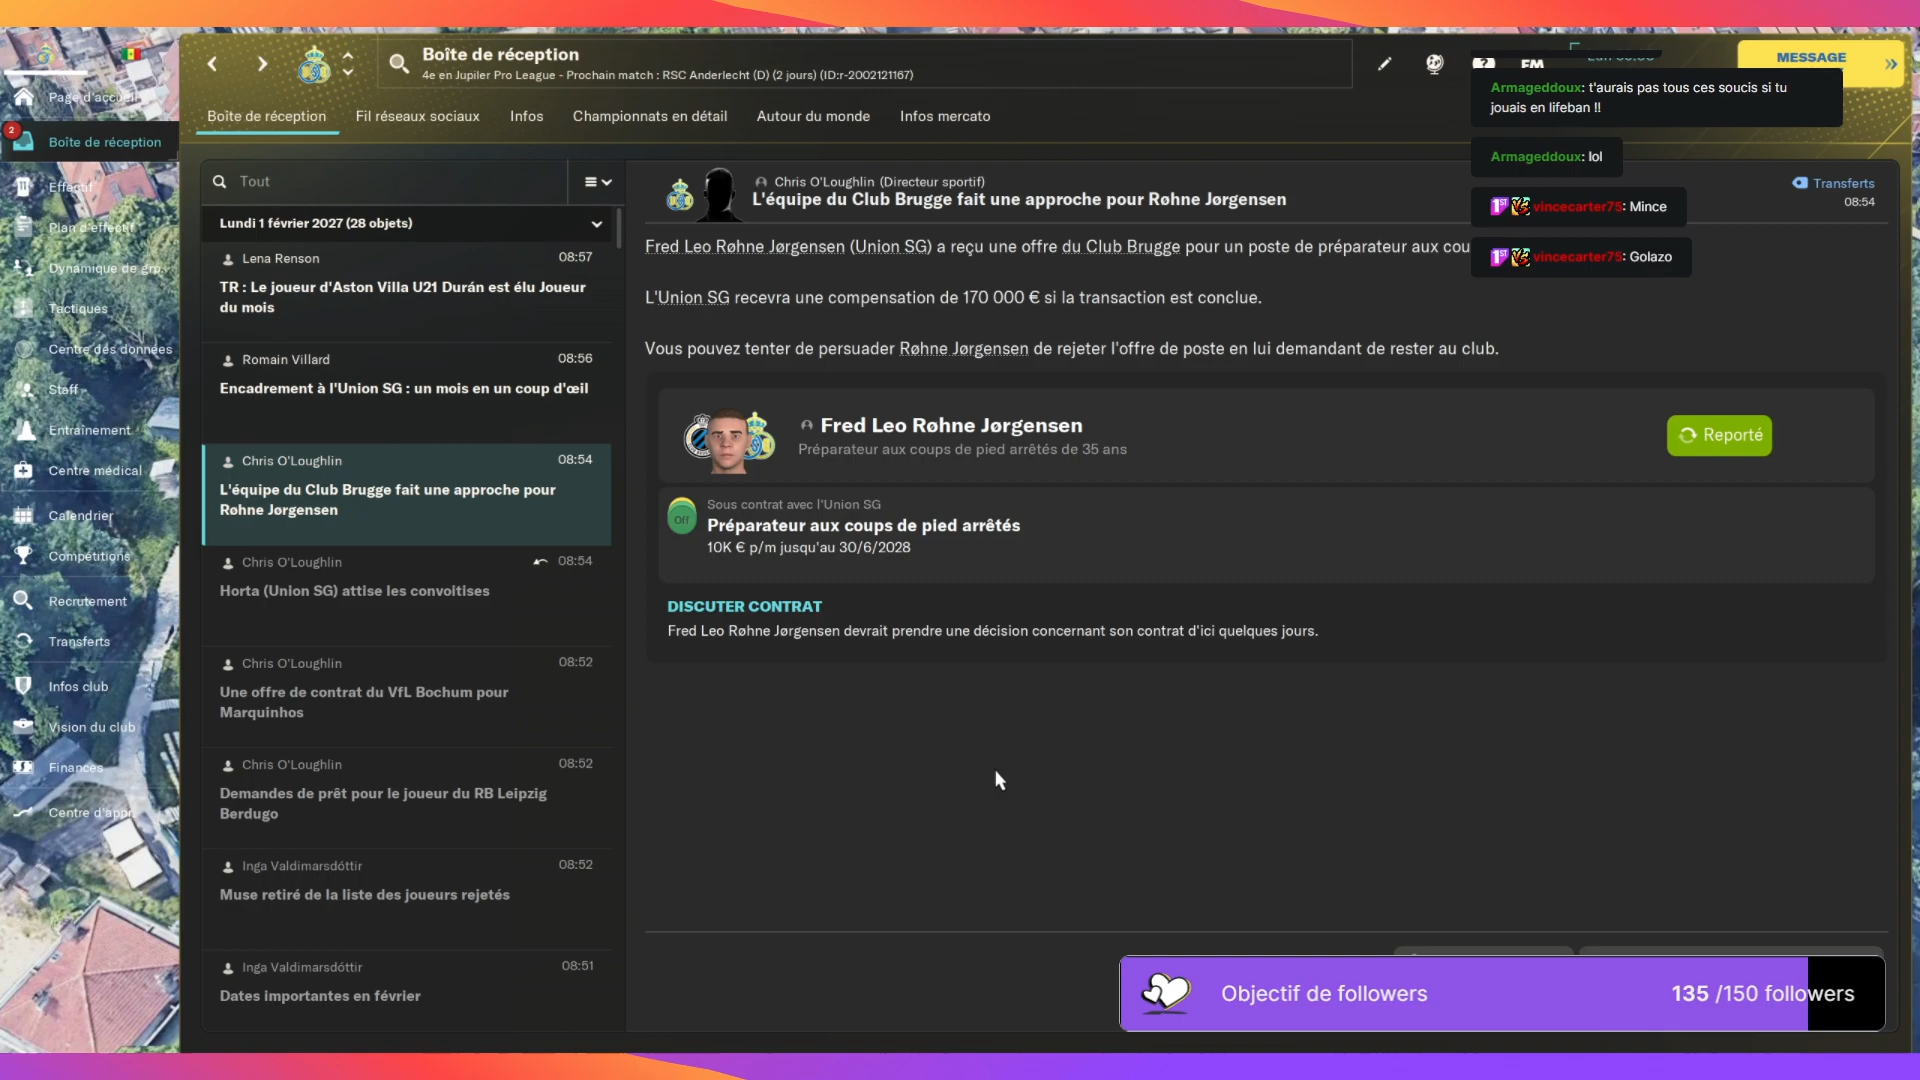 Boîte de réception
4e en Jupiler Pro League - Prochain match : RSC Anderlecht (D) (2 jours) (ID:r-2002121167)
FM
MESSAGE
Boîte de réception
Fil réseaux sociaux
Infos
Championnats en détail
Autour du monde
Infos mercato
Armageddoux: t'aurais pas tous ces soucis si tu
jouais en lifeban !!
Armageddoux: lol
vincecarter75: Mince
vincecarter75: Golazo
Page d'accueil
2
Boîte de réception
Effectif
Plan d'effectif
Dynamique de gro...
Tactiques
Centre des données
Staff
Entraînement
Centre médical
Calendrier
Compétitions
Recrutement
Transferts
Infos club
Vision du club
Finances
Centre d'appr...
Tout
Lundi 1 février 2027 (28 objets)
Lena Renson
08:57
TR : Le joueur d'Aston Villa U21 Durán est élu Joueur
du mois
Romain Villard
08:56
Encadrement à l'Union SG : un mois en un coup d'œil
Chris O'Loughlin
08:54
L'équipe du Club Brugge fait une approche pour
Røhne Jørgensen
Chris O'Loughlin
08:54
Horta (Union SG) attise les convoitises
Chris O'Loughlin
08:52
Une offre de contrat du VfL Bochum pour
Marquinhos
Chris O'Loughlin
08:52
Demandes de prêt pour le joueur du RB Leipzig
Berdugo
Inga Valdimarsdóttir
08:52
Muse retiré de la liste des joueurs rejetés
Inga Valdimarsdóttir
08:51
Dates importantes en février
Chris O'Loughlin (Directeur sportif)
L'équipe du Club Brugge fait une approche pour Røhne Jørgensen
Transferts
08:54
Fred Leo Røhne Jørgensen (Union SG) a reçu une offre du Club Brugge pour un poste de préparateur aux cou
L'Union SG recevra une compensation de 170 000 € si la transaction est conclue.
Vous pouvez tenter de persuader Røhne Jørgensen de rejeter l'offre de poste en lui demandant de rester au club.
Fred Leo Røhne Jørgensen
Préparateur aux coups de pied arrêtés de 35 ans
Reporté
Off
Sous contrat avec l'Union SG
Préparateur aux coups de pied arrêtés
10K € p/m jusqu'au 30/6/2028
DISCUTER CONTRAT
Fred Leo Røhne Jørgensen devrait prendre une décision concernant son contrat d'ici quelques jours.
Objectif de followers
135 /150 followers